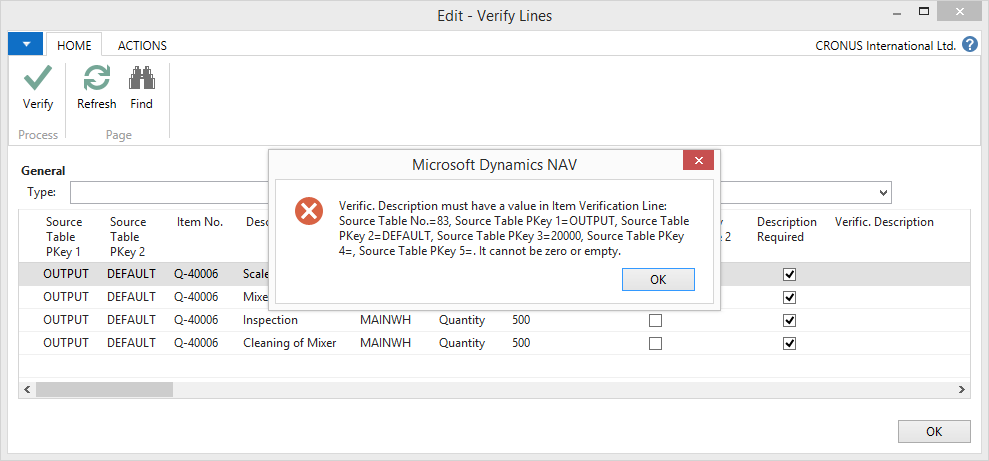 Edit - Verify Lines
HOME ACTIONS CRONUS International Ltd. ?
Verify Refresh Find
Process Page
Microsoft Dynamics NAV
Verific. Description must have a value in Item Verification Line:
Source Table No.=83, Source Table PKey 1=OUTPUT, Source Table
PKey 2=DEFAULT, Source Table PKey 3=20000, Source Table PKey
4=, Source Table PKey 5=. It cannot be zero or empty.
OK
General
Type:
Source Table PKey 1 Source Table PKey 2 Item No. Desc 2 Description Required Verific. Description
OUTPUT DEFAULT Q-40006 Scale
OUTPUT DEFAULT Q-40006 Mixe
OUTPUT DEFAULT Q-40006 Inspection MAINWH Quantity 500
OUTPUT DEFAULT Q-40006 Cleaning of Mixer MAINWH Quantity 500
OK